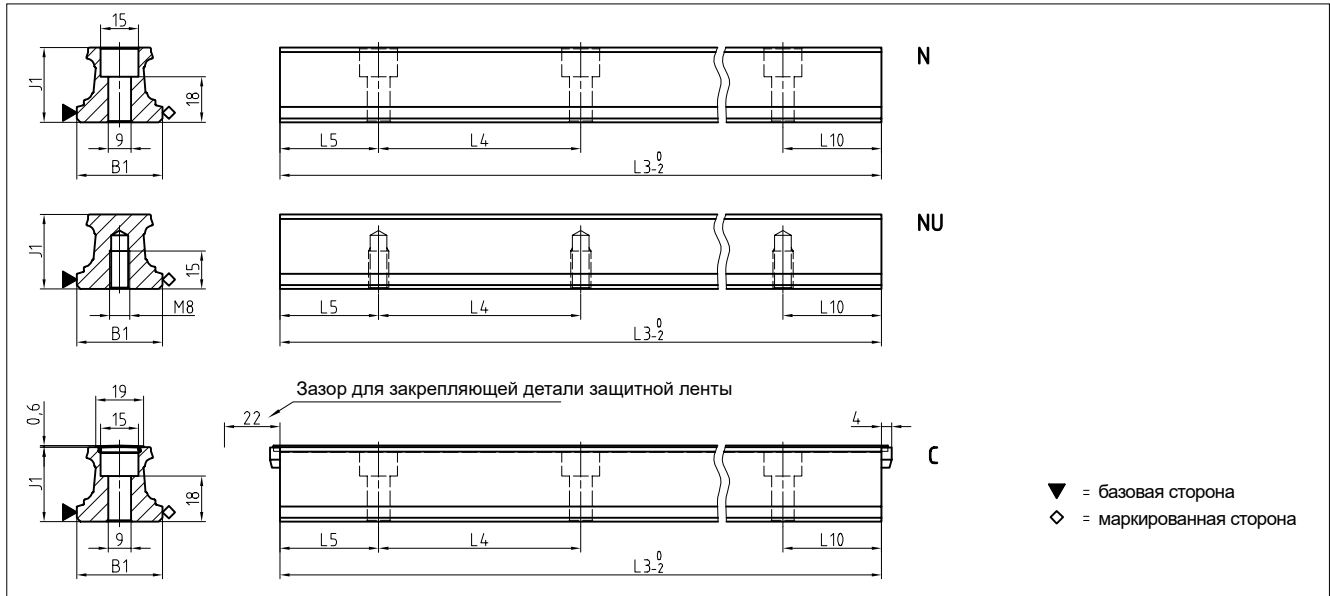 15
J1
18
9
B1
L5
L4
L10
L3-2 0
N
J1
15
M8
B1
L5
L4
L10
L3-2 0
NU
Зазор для закрепляющей детали защитной ленты
19
15
22
4
0,6
J1
18
9
B1
L5
L4
L10
L3-2 0
C
▼ = базовая сторона
◇ = маркированная сторона